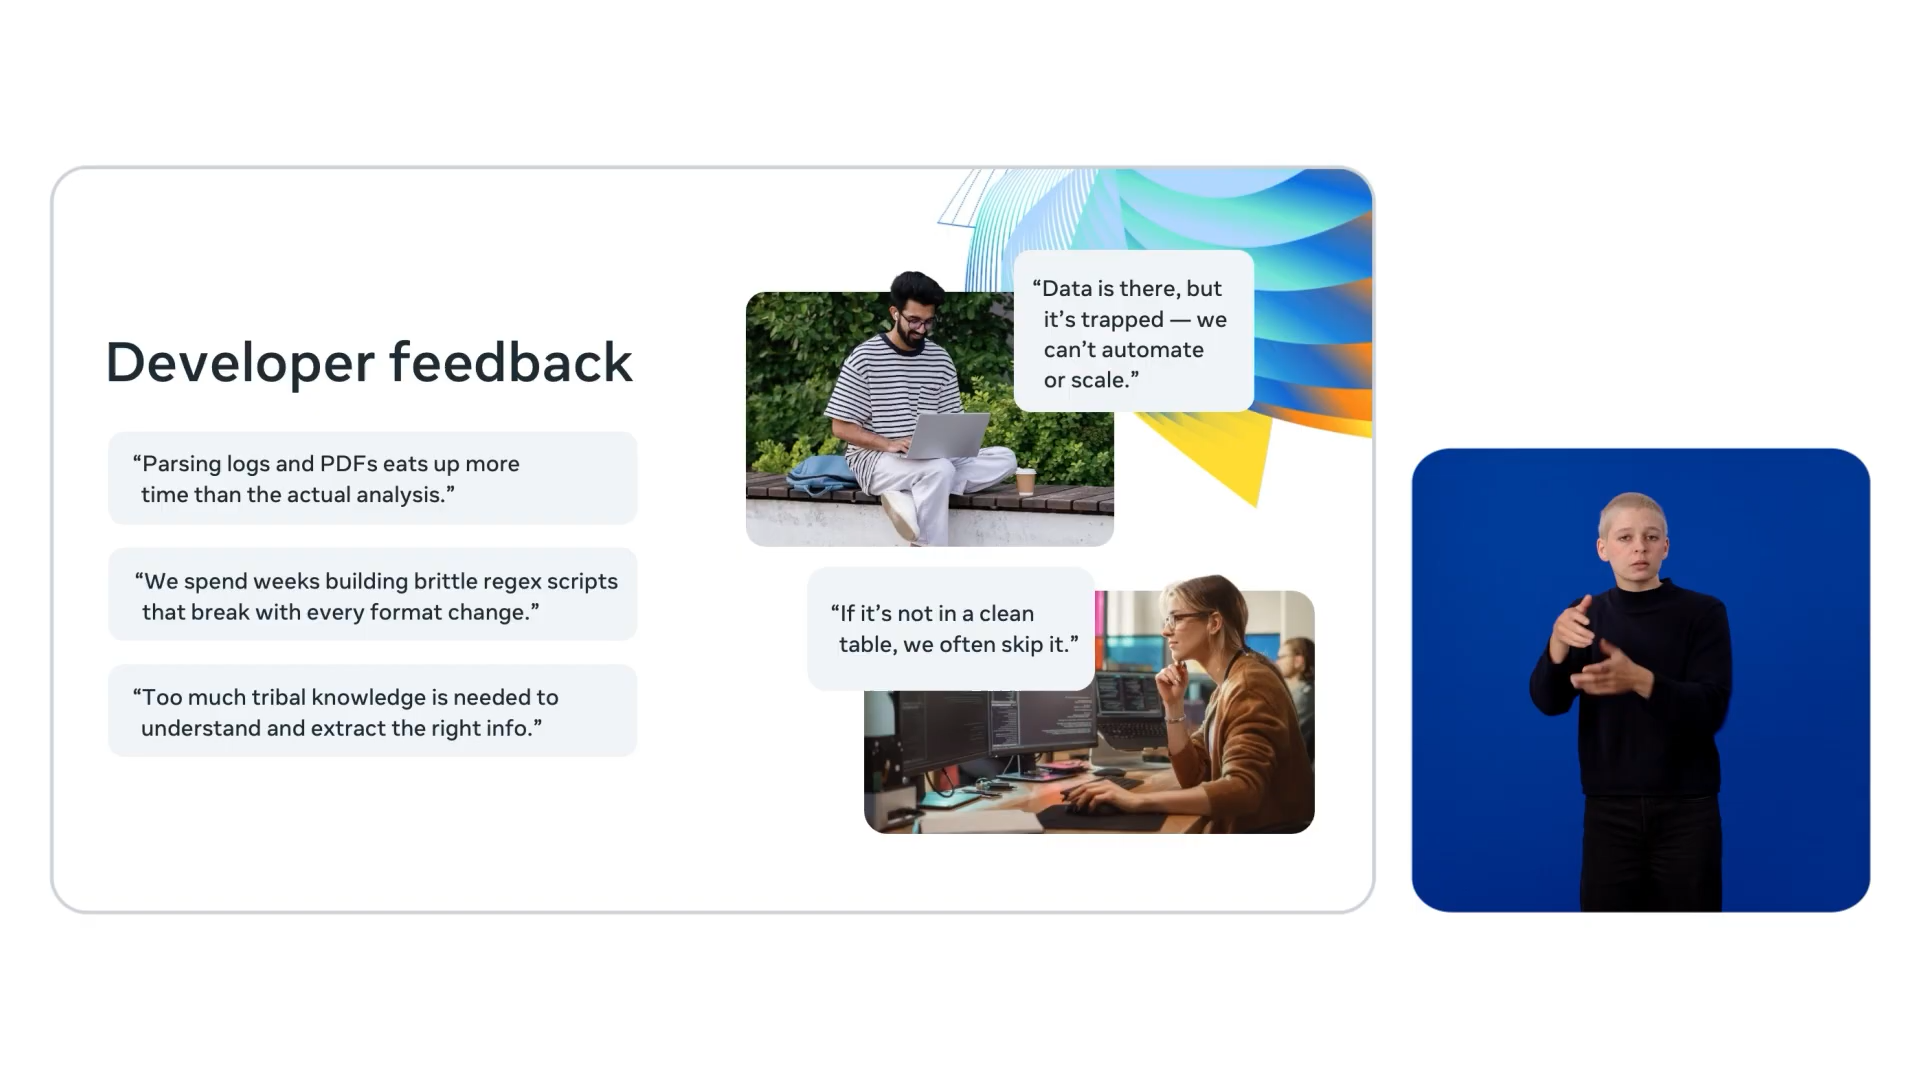 Developer feedback
“Parsing logs and PDFs eats up more
time than the actual analysis.”
“We spend weeks building brittle regex scripts
that break with every format change.”
“Too much tribal knowledge is needed to
understand and extract the right info.”
“Data is there, but
it’s trapped — we
can’t automate
or scale.”
“If it’s not in a clean
table, we often skip it.”